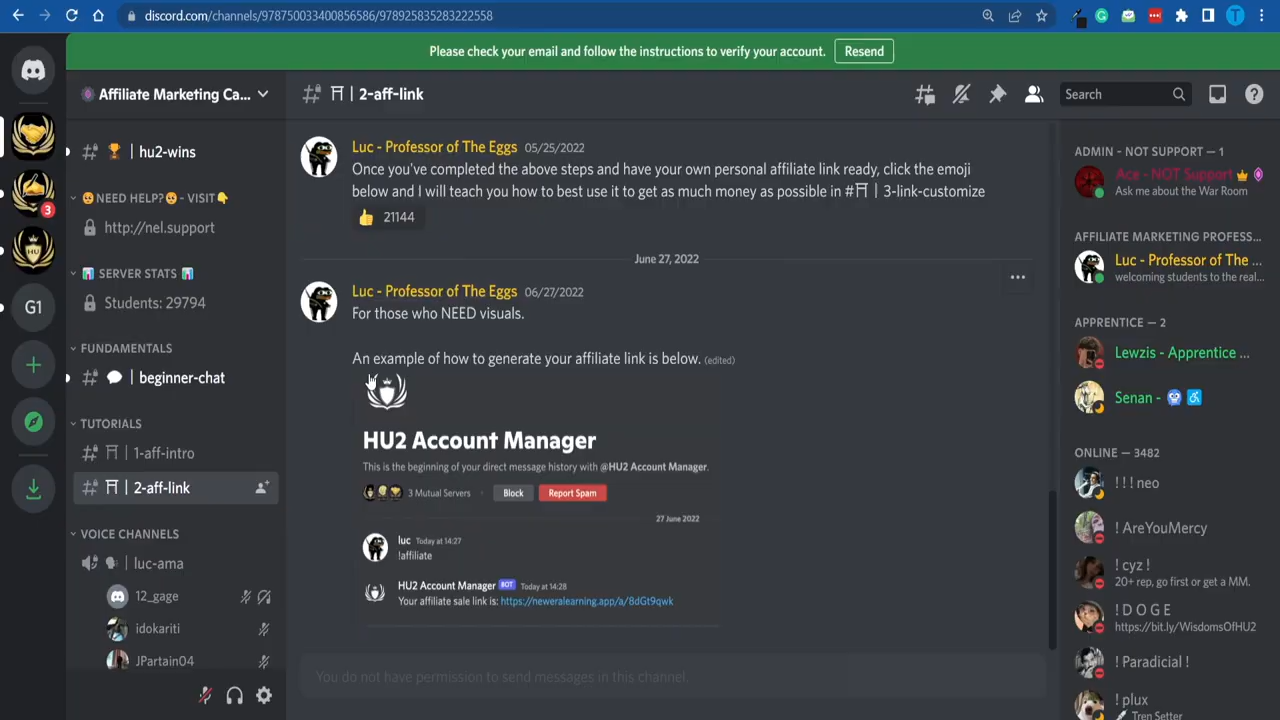 discord.com/channels/978750033400856586/978925835283222558
Please check your email and follow the instructions to verify your account.
Resend
Affiliate Marketing Ca...
hu2-wins
NEED HELP? - VISIT
http://nel.support
SERVER STATS
Students: 29794
3
HU
G1
FUNDAMENTALS
beginner-chat
TUTORIALS
1-aff-intro
2-aff-link
VOICE CHANNELS
luc-ama
12_gage
idokariti
JPartain04
2-aff-link
Search
Luc - Professor of The Eggs 05/25/2022
Once you've completed the above steps and have your own personal affiliate link ready, click the emoji
below and I will teach you how to best use it to get as much money as possible in #⛩ | 3-link-customize
21144
June 27, 2022
Luc - Professor of The Eggs 06/27/2022
For those who NEED visuals.
An example of how to generate your affiliate link is below. (edited)
HU2 Account Manager
This is the beginning of your direct message history with @HU2 Account Manager.
3 Mutual Servers
Block
Report Spam
27 June 2022
luc Today at 14:27
!affiliate
HU2 Account Manager BOT Today at 14:28
Your affiliate sale link is: https://neweralearning.app/a/8dGt9qwk
You do not have permission to send messages in this channel.
ADMIN - NOT SUPPORT — 1
Ace - NOT Support
Ask me about the War Room
AFFILIATE MARKETING PROFESS...
Luc - Professor of The ...
welcoming students to the real...
APPRENTICE — 2
Lewzis - Apprentice ...
Senan -
ONLINE — 3482
! ! ! neo
! AreYouMercy
! cyz !
20+ rep, go first or get a MM.
! D O G E
https://bit.ly/WisdomsOfHU2
! Paradicial !
! plux
Tren Setter
T